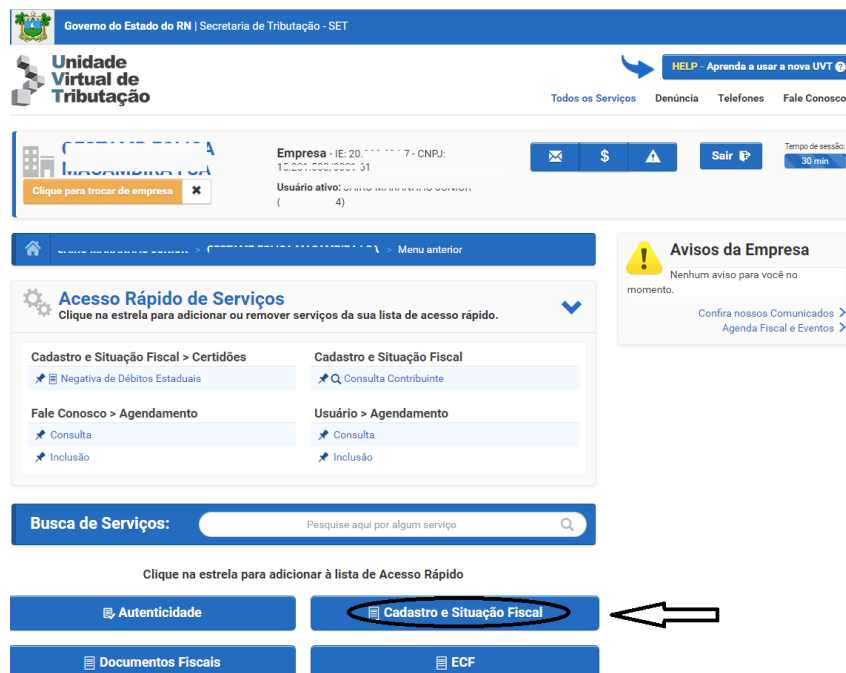 Governo do Estado do RN | Secretaria de Tributação - SET
Unidade
Virtual de
Tributação
HELP - Aprenda a usar a nova UVT
Todos os Serviços Denúncia Telefones Fale Conosco
Empresa - IE: 20. 7 - CNPJ:
Usuário ativo:
( 4)
Sair
Tempo de sessão:
30 min
Clique para trocar de empresa
> > Menu anterior
Avisos da Empresa
Nenhum aviso para você no
momento.
Confira nossos Comunicados
Agenda Fiscal e Eventos
Acesso Rápido de Serviços
Clique na estrela para adicionar ou remover serviços da sua lista de acesso rápido.
Cadastro e Situação Fiscal > Certidões
Negativa de Débitos Estaduais
Cadastro e Situação Fiscal
Consulta Contribuinte
Fale Conosco > Agendamento
Consulta
Inclusão
Usuário > Agendamento
Consulta
Inclusão
Busca de Serviços:
Pesquise aqui por algum serviço
Clique na estrela para adicionar à lista de Acesso Rápido
Autenticidade
Cadastro e Situação Fiscal
Documentos Fiscais
ECF